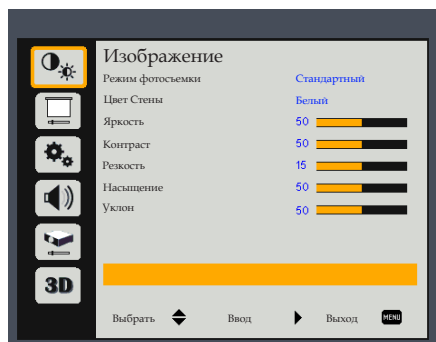 Изображение
Режим фотосъемки Стандартный
Цвет Стены Белый
Яркость 50
Контраст 50
Резкость 15
Насыщение 50
Уклон 50
3D
Выбрать Ввод Выход MENU